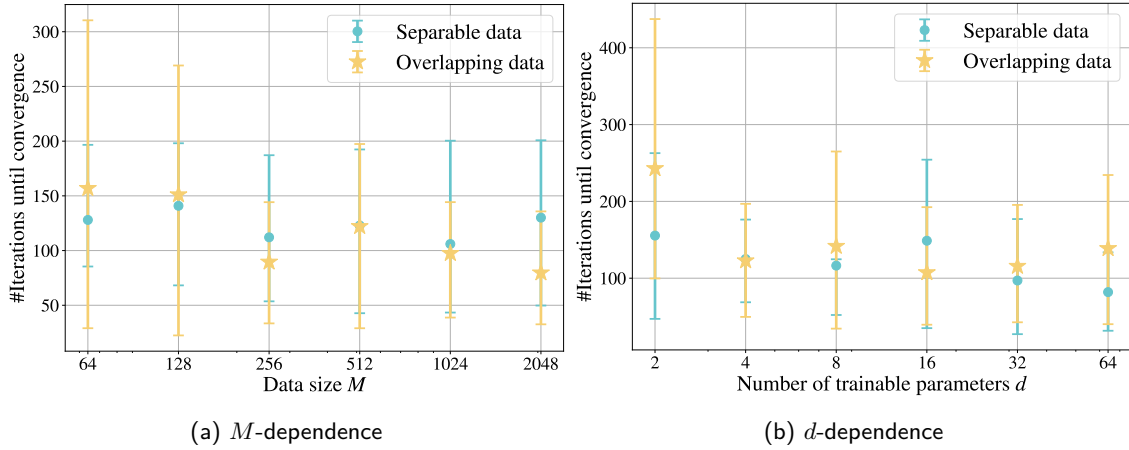 300
250
200
150
100
50
#Iterations until convergence
Separable data
Overlapping data
64
128
256
512
1024
2048
Data size M
(a) M-dependence
400
300
200
100
#Iterations until convergence
Separable data
Overlapping data
2
4
8
16
32
64
Number of trainable parameters d
(b) d-dependence